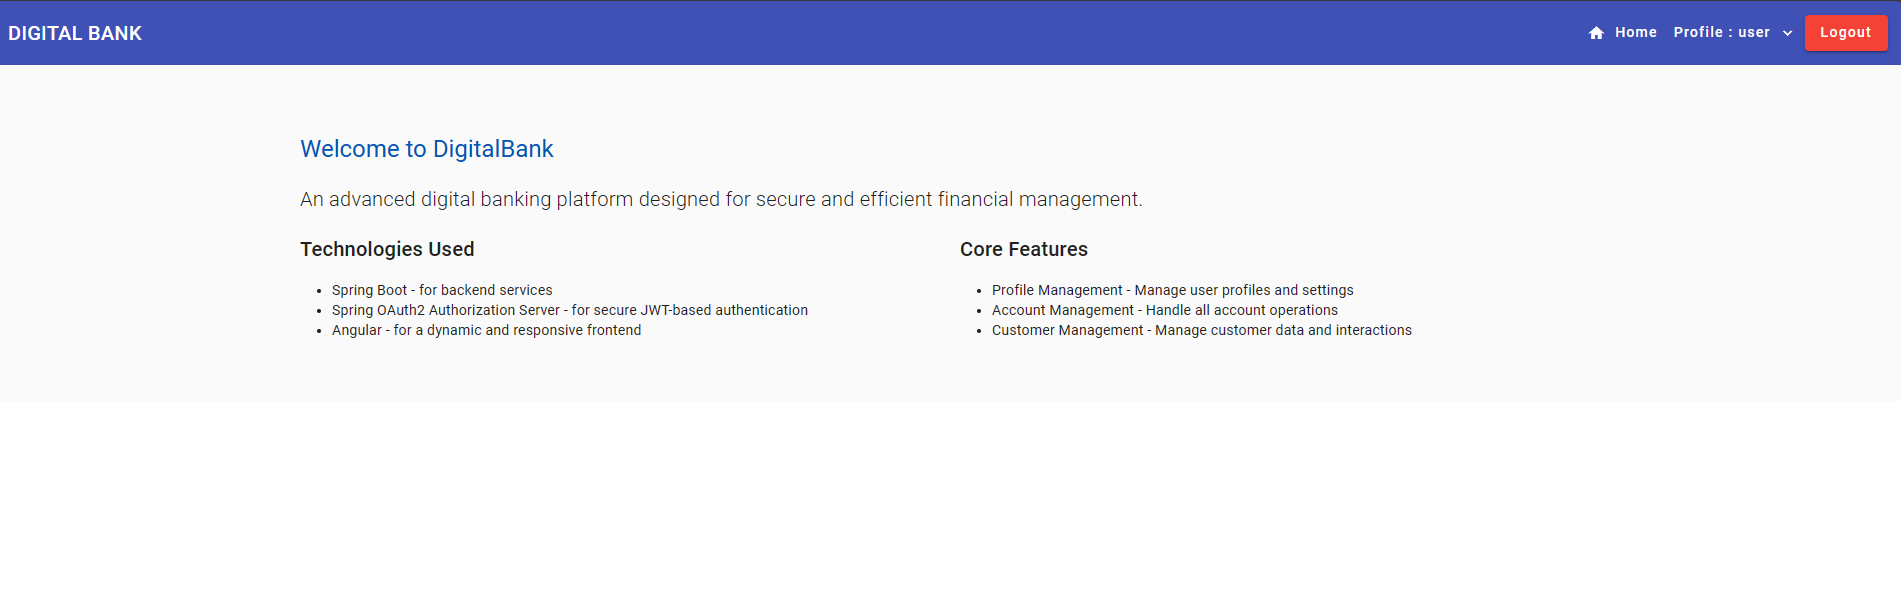 DIGITAL BANK
Home Profile : user Logout
Welcome to DigitalBank
An advanced digital banking platform designed for secure and efficient financial management.
Technologies Used
Spring Boot - for backend services
Spring OAuth2 Authorization Server - for secure JWT-based authentication
Angular - for a dynamic and responsive frontend
Core Features
Profile Management - Manage user profiles and settings
Account Management - Handle all account operations
Customer Management - Manage customer data and interactions